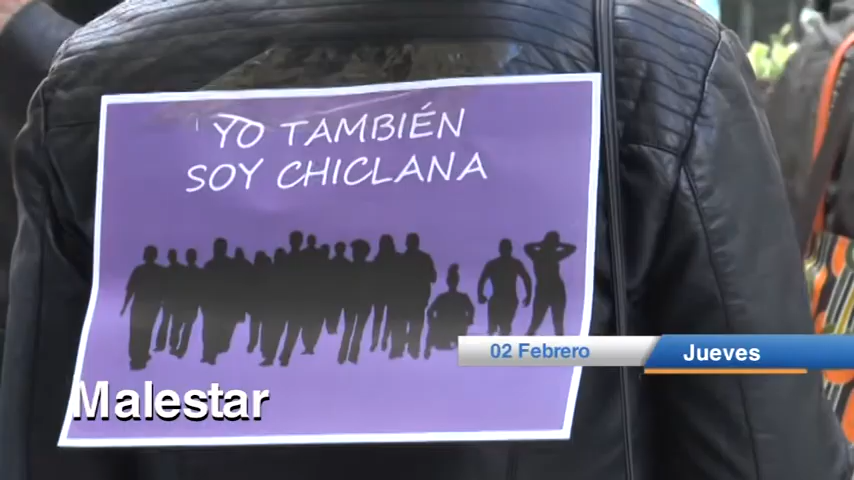 YO TAMBIÉN
SOY CHICLANA
02 Febrero
Jueves
Malestar